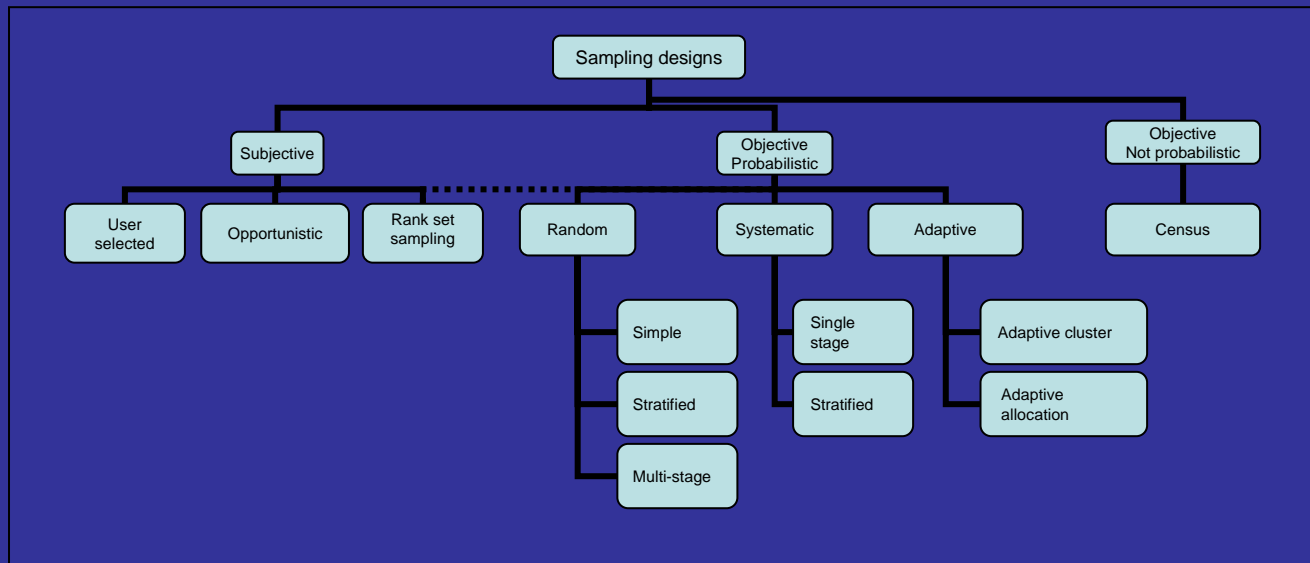 Sampling designs
Subjective
Objective
Probabilistic
Objective
Not probabilistic
User
selected
Opportunistic
Rank set
sampling
Random
Systematic
Adaptive
Census
Simple
Stratified
Multi-stage
Single
stage
Stratified
Adaptive cluster
Adaptive
allocation